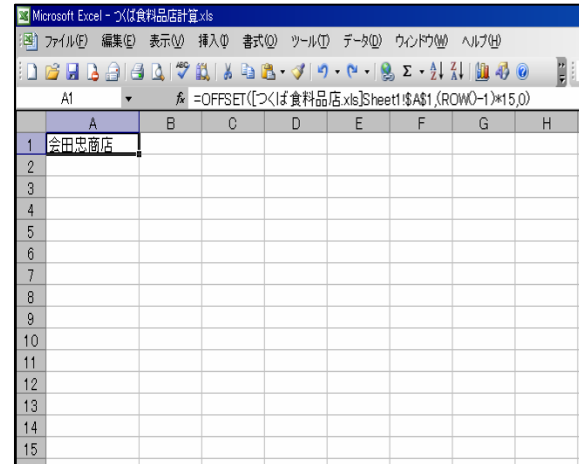 Microsoft Excel - つくば食料品店計算.xls
ファイル(F) 編集(E) 表示(V) 挿入(I) 書式(O) ツール(T) データ(D) ウィンドウ(W) ヘルプ(H)
A1 fx =OFFSET([つくば食料品店.xls]Sheet1!$A$1,(ROW()-1)*15,0)
A B C D E F G H
1 会田忠商店
2
3
4
5
6
7
8
9
10
11
12
13
14
15